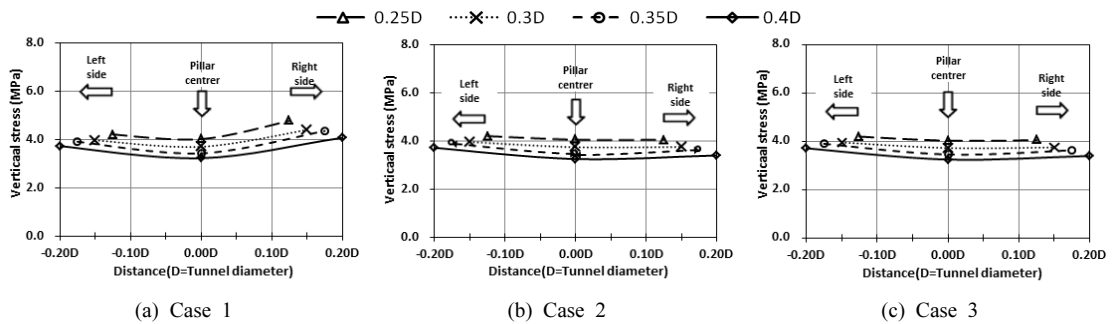 0.25D 0.3D 0.35D 0.4D
8.0
6.0
4.0
2.0
0.0
Verticaal stress (MPa)
Left side
Pillar centrer
Right side
-0.20D -0.10D 0.00D 0.10D 0.20D
Distance(D=Tunnel diameter)
(a) Case 1
8.0
6.0
4.0
2.0
0.0
Verticaal stress (MPa)
Left side
Pillar centrer
Right side
-0.20D -0.10D 0.00D 0.10D 0.20D
Distance(D=Tunnel diameter)
(b) Case 2
8.0
6.0
4.0
2.0
0.0
Verticaal stress (MPa)
Left side
Pillar centrer
Right side
-0.20D -0.10D 0.00D 0.10D 0.20D
Distance(D=Tunnel diameter)
(c) Case 3